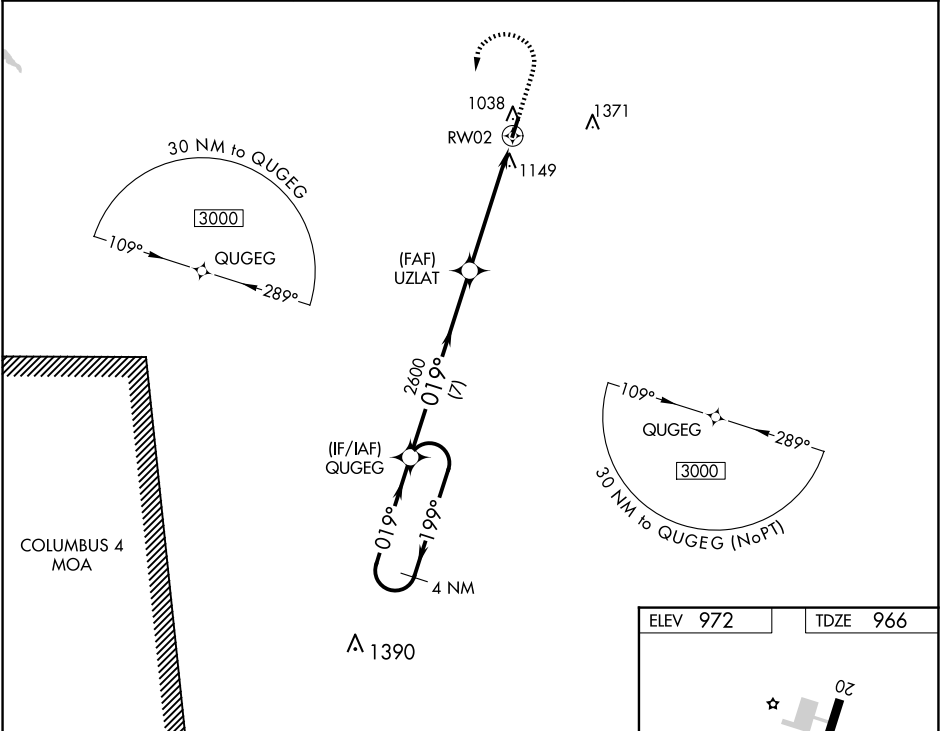 1038
1371
RW02
1149
30 NM to QUGEG
3000
109°
QUGEG
289°
(FAF)
UZLAT
2600
019°
(7)
109°
QUGEG
289°
3000
30 NM to QUGEG (NoPT)
(IF/IAF)
QUGEG
019°
199°
4 NM
COLUMBUS 4
MOA
1390
ELEV 972
TDZE 966
20